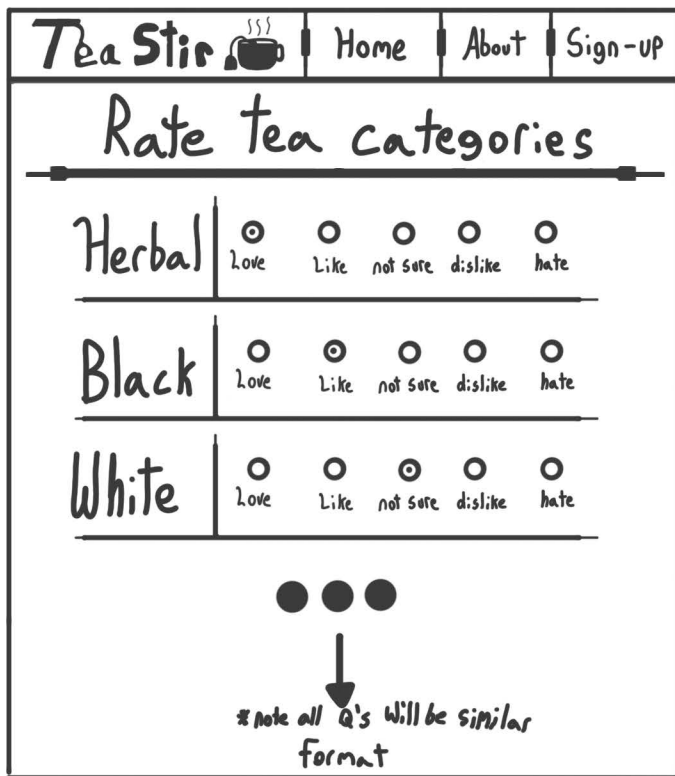 Tea Stir Home About Sign-up
Rate tea categories
Herbal Love Like not sure dislike hate
Black Love Like not sure dislike hate
White Love Like not sure dislike hate
*note all Q's will be similar
format